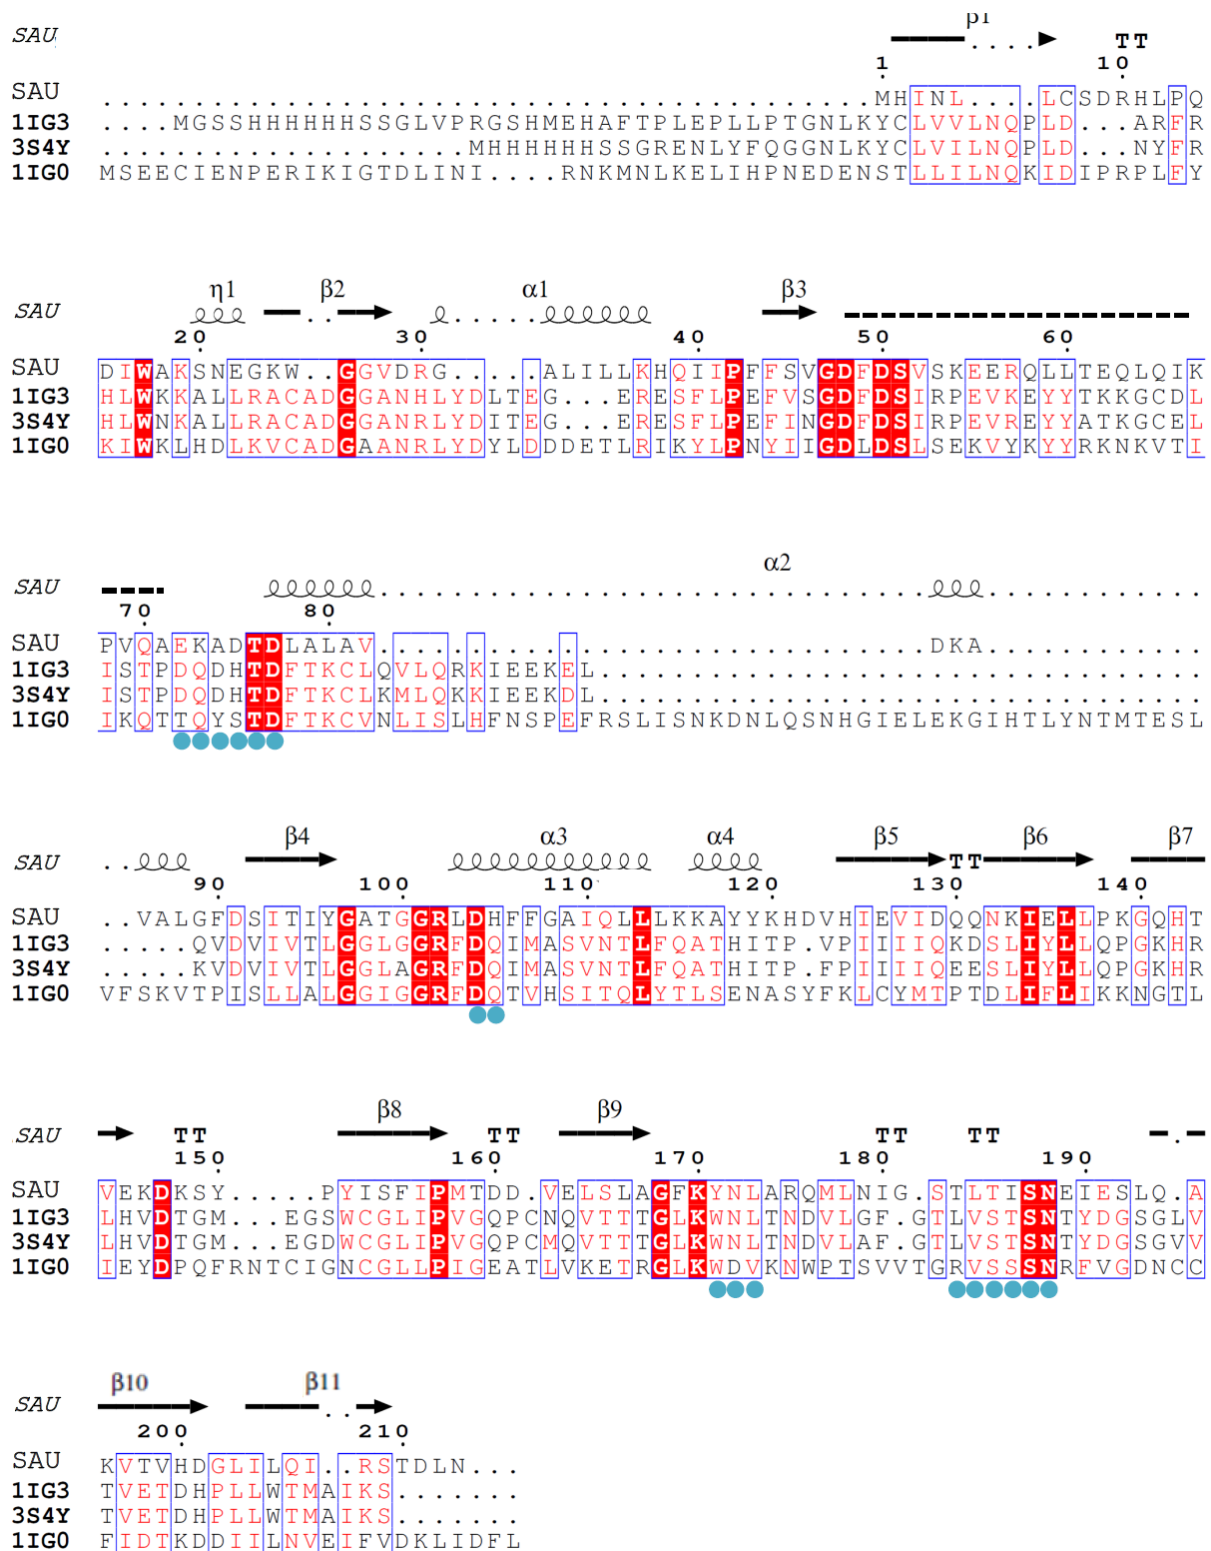 β1
SAU
TT
1 10
SAU ................................MHINL....LCSDRHLPQ
1IG3 ....MGSSHHHHHHSSGLVPRGSHMEHAFTPLEPLLPTGNLKYCLVVLNQPLD...ARFR
3S4Y ....................MHHHHHHSSGRENLYFQGGNLKYCLVILNQPLD...NYFR
1IG0 MSEECIENPERIKIGTDLINI....RNKMNLKELIHPNEDENSTLLILNQKIDIPRPLFY
η1 β2 α1 β3
SAU
20 30 40 50 60
SAU DIWAKSNEGKW..GGVDRG.....ALILLKHQIIPFFSVGDFDSVSKEERQLLTEQLQIK
1IG3 HLWKKALLRACADGGANHLYDLTEG...ERESFLPEFVSGDFDSIRPEVKEYYTKKGCDL
3S4Y HLWNKALLRACADGGANRLYDITEG...ERESFLPEFINGDFDSIRPEVREYYATKGCEL
1IG0 KIWKLHDLKVCADGAANRLYDYLDDDETLRIKYLPNYIIGDLDSLSEKVYKYYRKNKVTI
α2
SAU
70 80
SAU PVQAEKADTDLALAV..............................DKA............
1IG3 ISTPDQDHTDFTKCLQVLQRKIEEKEL.................................
3S4Y ISTPDQDHTDFTKCLKMLQKKIEEKDL.................................
1IG0 IKQTTQYSTDFTKCVNLISLHFNSPEFRSLISNKDNLQSNHGIELEKGIHTLYNTMTESL
β4 α3 α4 β5 β6 β7
SAU TT
90 100 110 120 130 140
SAU ..VALGFDSITIYGATGGRLDHFFGAIQLLLKKAYYKHDVHIEVIDQQNKIELLPKGQHT
1IG3 .....QVDVIVTLGGLGGRFDQIMASVNTLFQATHITP.VPIIIIQKDSLIYLLQPGKHR
3S4Y .....KVDVIVTLGGLAGRFDQIMASVNTLFQATHITP.FPIIIIQEESLIYLLQPGKHR
1IG0 VFSKVTPISLLALGGIGGRFDQTVHSITQLYTLSENASYFKLCYMTPTDLIFLIKKNGTL
β8 β9
SAU TT TT TT TT
150 160 170 180 190
SAU VEKDKSY.....PYISFIPMTDD.VELSLAGFKYNLARQMLNIG.STLTISNEIESLQ.A
1IG3 LHVDTGM...EGSWCGLIPVGQPCNQVTTTGLKWNLTNDVLGF.GTLVSTSNTYDGSGLV
3S4Y LHVDTGM...EGDWCGLIPVGQPCMQVTTTGLKWNLTNDVLAF.GTLVSTSNTYDGSGVV
1IG0 IEYDPQFRNTCIGNCGLLPIGEATLVKETRGLKWDVKNWPTSVVTGRVSSSNRFVGDNCC
β10 β11
SAU
200 210
SAU KVTVHDGLILQI..RSTDLN...
1IG3 TVETDHPLLWTMAIKS.......
3S4Y TVETDHPLLWTMAIKS.......
1IG0 FIDTKDDIILNVEIFVDKLIDFL